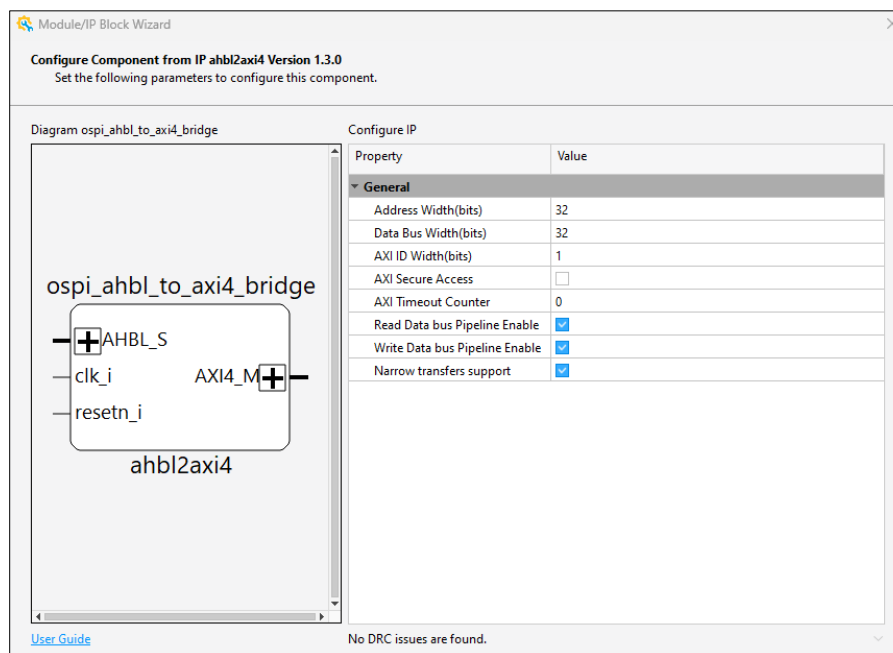 Module/IP Block Wizard
Configure Component from IP ahbl2axi4 Version 1.3.0
Set the following parameters to configure this component.
Diagram ospi_ahbl_to_axi4_bridge
ospi_ahbl_to_axi4_bridge
AHBL_S
clk_i
AXI4_M
resetn_i
ahbl2axi4
User Guide
Configure IP
Property Value
General
Address Width(bits) 32
Data Bus Width(bits) 32
AXI ID Width(bits) 1
AXI Secure Access
AXI Timeout Counter 0
Read Data bus Pipeline Enable
Write Data bus Pipeline Enable
Narrow transfers support
No DRC issues are found.